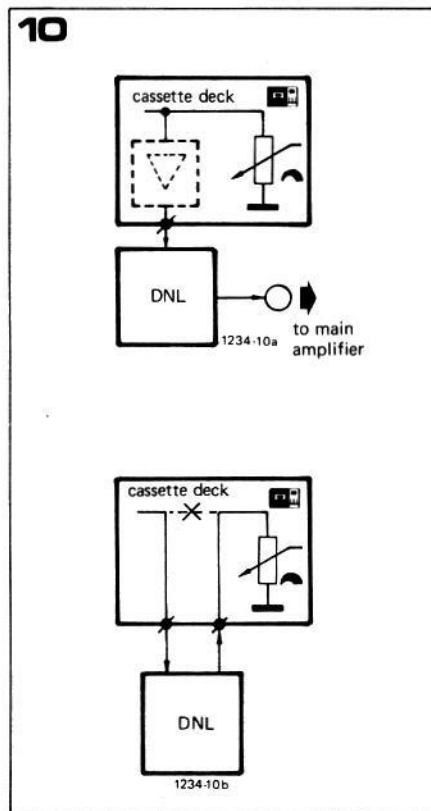 10
cassette deck
DNL
1234-10a
to main
amplifier
cassette deck
DNL
1234-10b